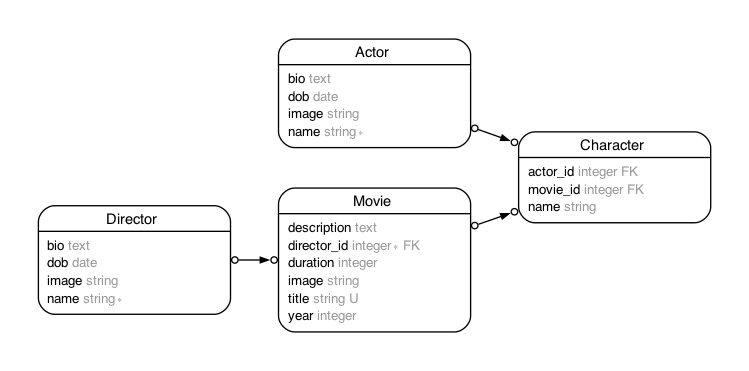 Actor
bio text
dob date
image string
name string*
Character
actor_id integer FK
movie_id integer FK
name string
Movie
description text
director_id integer* FK
duration integer
image string
title string U
year integer
Director
bio text
dob date
image string
name string*